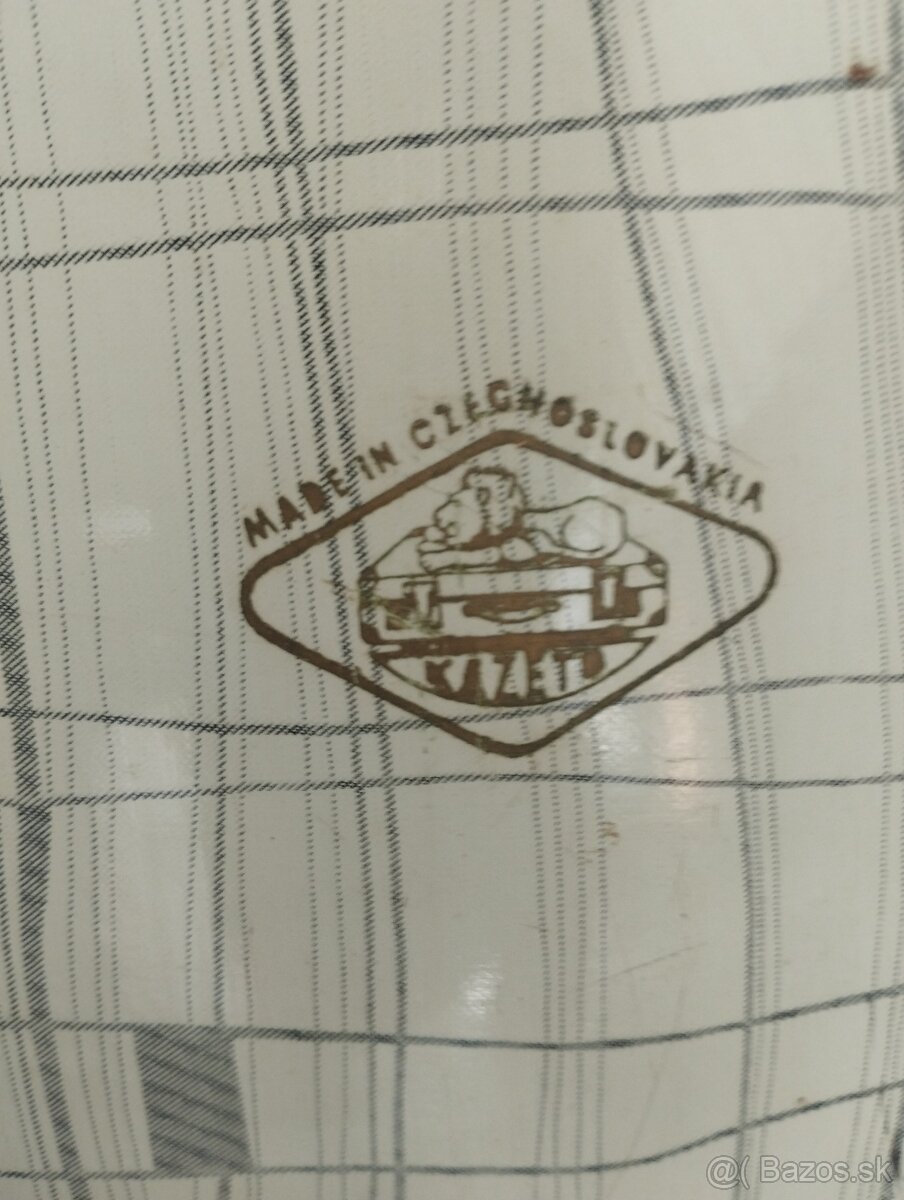 MADE IN CZECHOSLOVAKIA
KAZETO
@( Bazos.sk